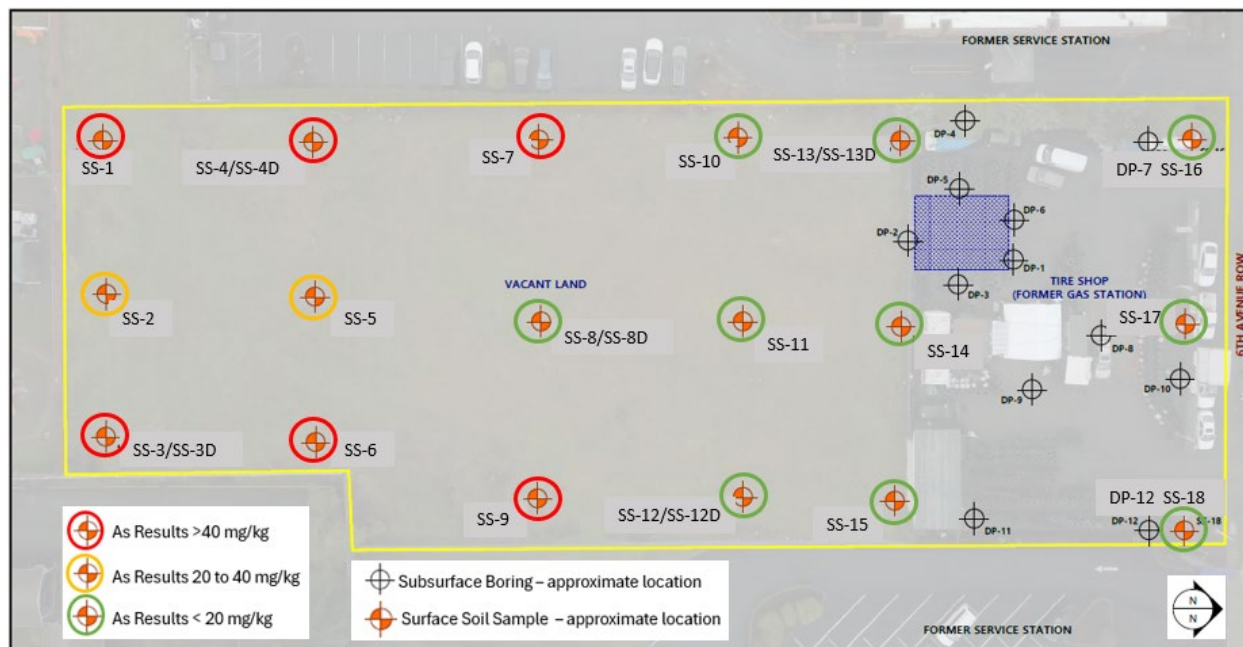 FORMER SERVICE STATION
DP-4
SS-1
SS-4/SS-4D
SS-7
SS-10
SS-13/SS-13D
DP-7 SS-16
DP-5
DP-6
DP-2
DP-1
DP-3
VACANT LAND
TIRE SHOP
(FORMER GAS STATION)
6TH AVENUE ROW
SS-2
SS-5
SS-8/SS-8D
SS-11
SS-14
SS-17
DP-8
DP-10
DP-9
SS-3/SS-3D
SS-6
SS-9
SS-12/SS-12D
SS-15
DP-11
DP-12 SS-18
DP-12
SS-18
As Results >40 mg/kg
As Results 20 to 40 mg/kg
As Results < 20 mg/kg
Subsurface Boring – approximate location
Surface Soil Sample – approximate location
FORMER SERVICE STATION
N
N